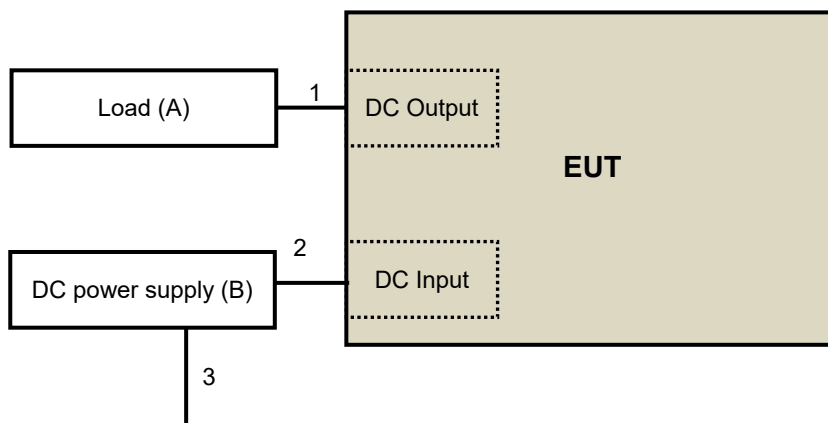 Load (A)
1
DC Output
EUT
DC power supply (B)
2
DC Input
3